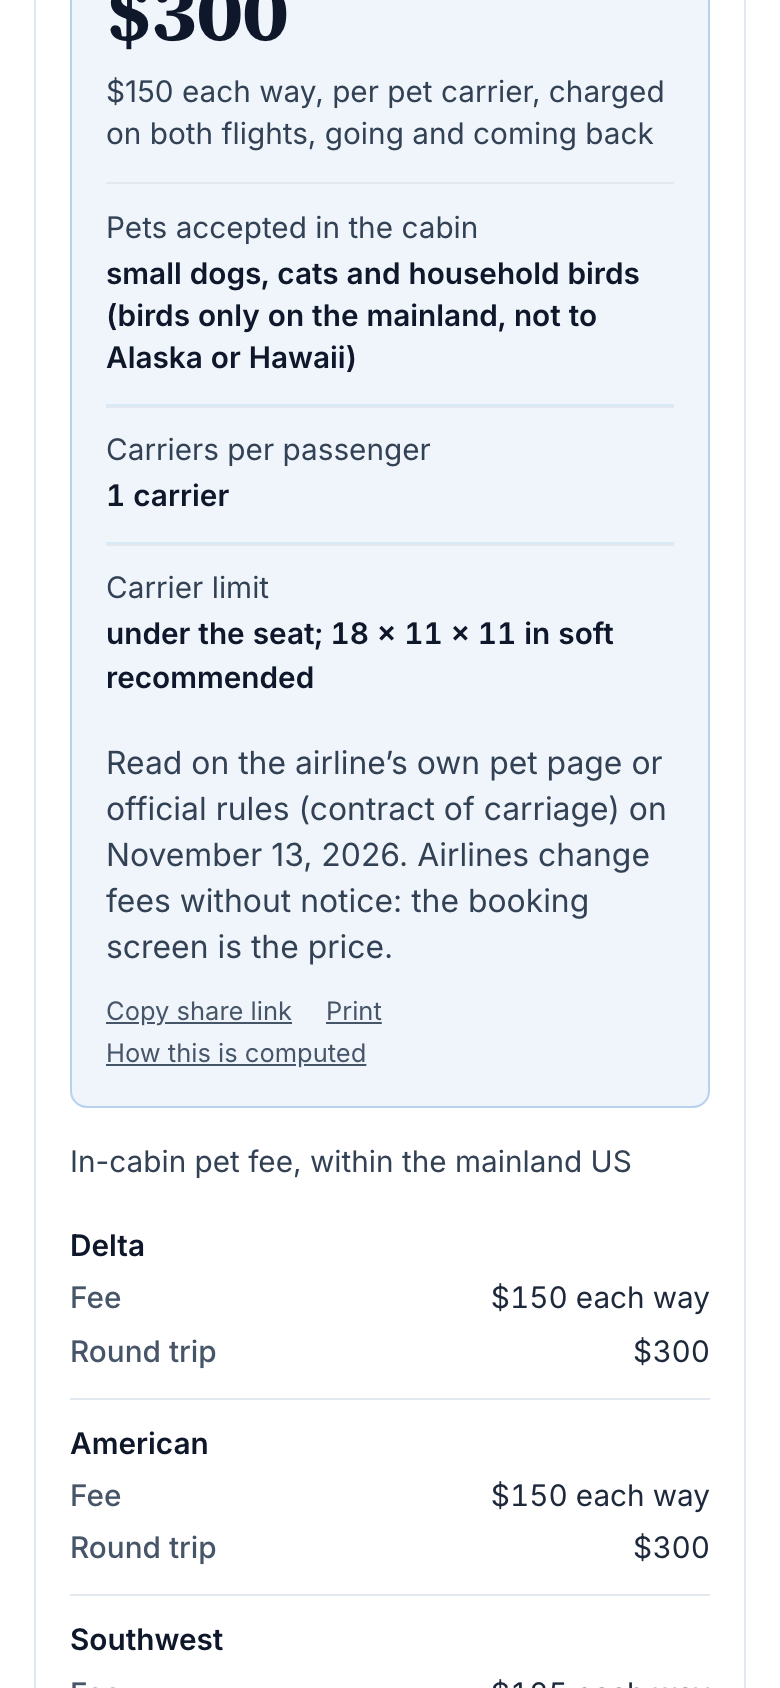 $300
$150 each way, per pet carrier, charged
on both flights, going and coming back
Pets accepted in the cabin
small dogs, cats and household birds
(birds only on the mainland, not to
Alaska or Hawaii)
Carriers per passenger
1 carrier
Carrier limit
under the seat; 18 × 11 × 11 in soft
recommended
Read on the airline’s own pet page or
official rules (contract of carriage) on
November 13, 2026. Airlines change
fees without notice: the booking
screen is the price.
Copy share link Print
How this is computed
In-cabin pet fee, within the mainland US
Delta
Fee $150 each way
Round trip $300
American
Fee $150 each way
Round trip $300
Southwest